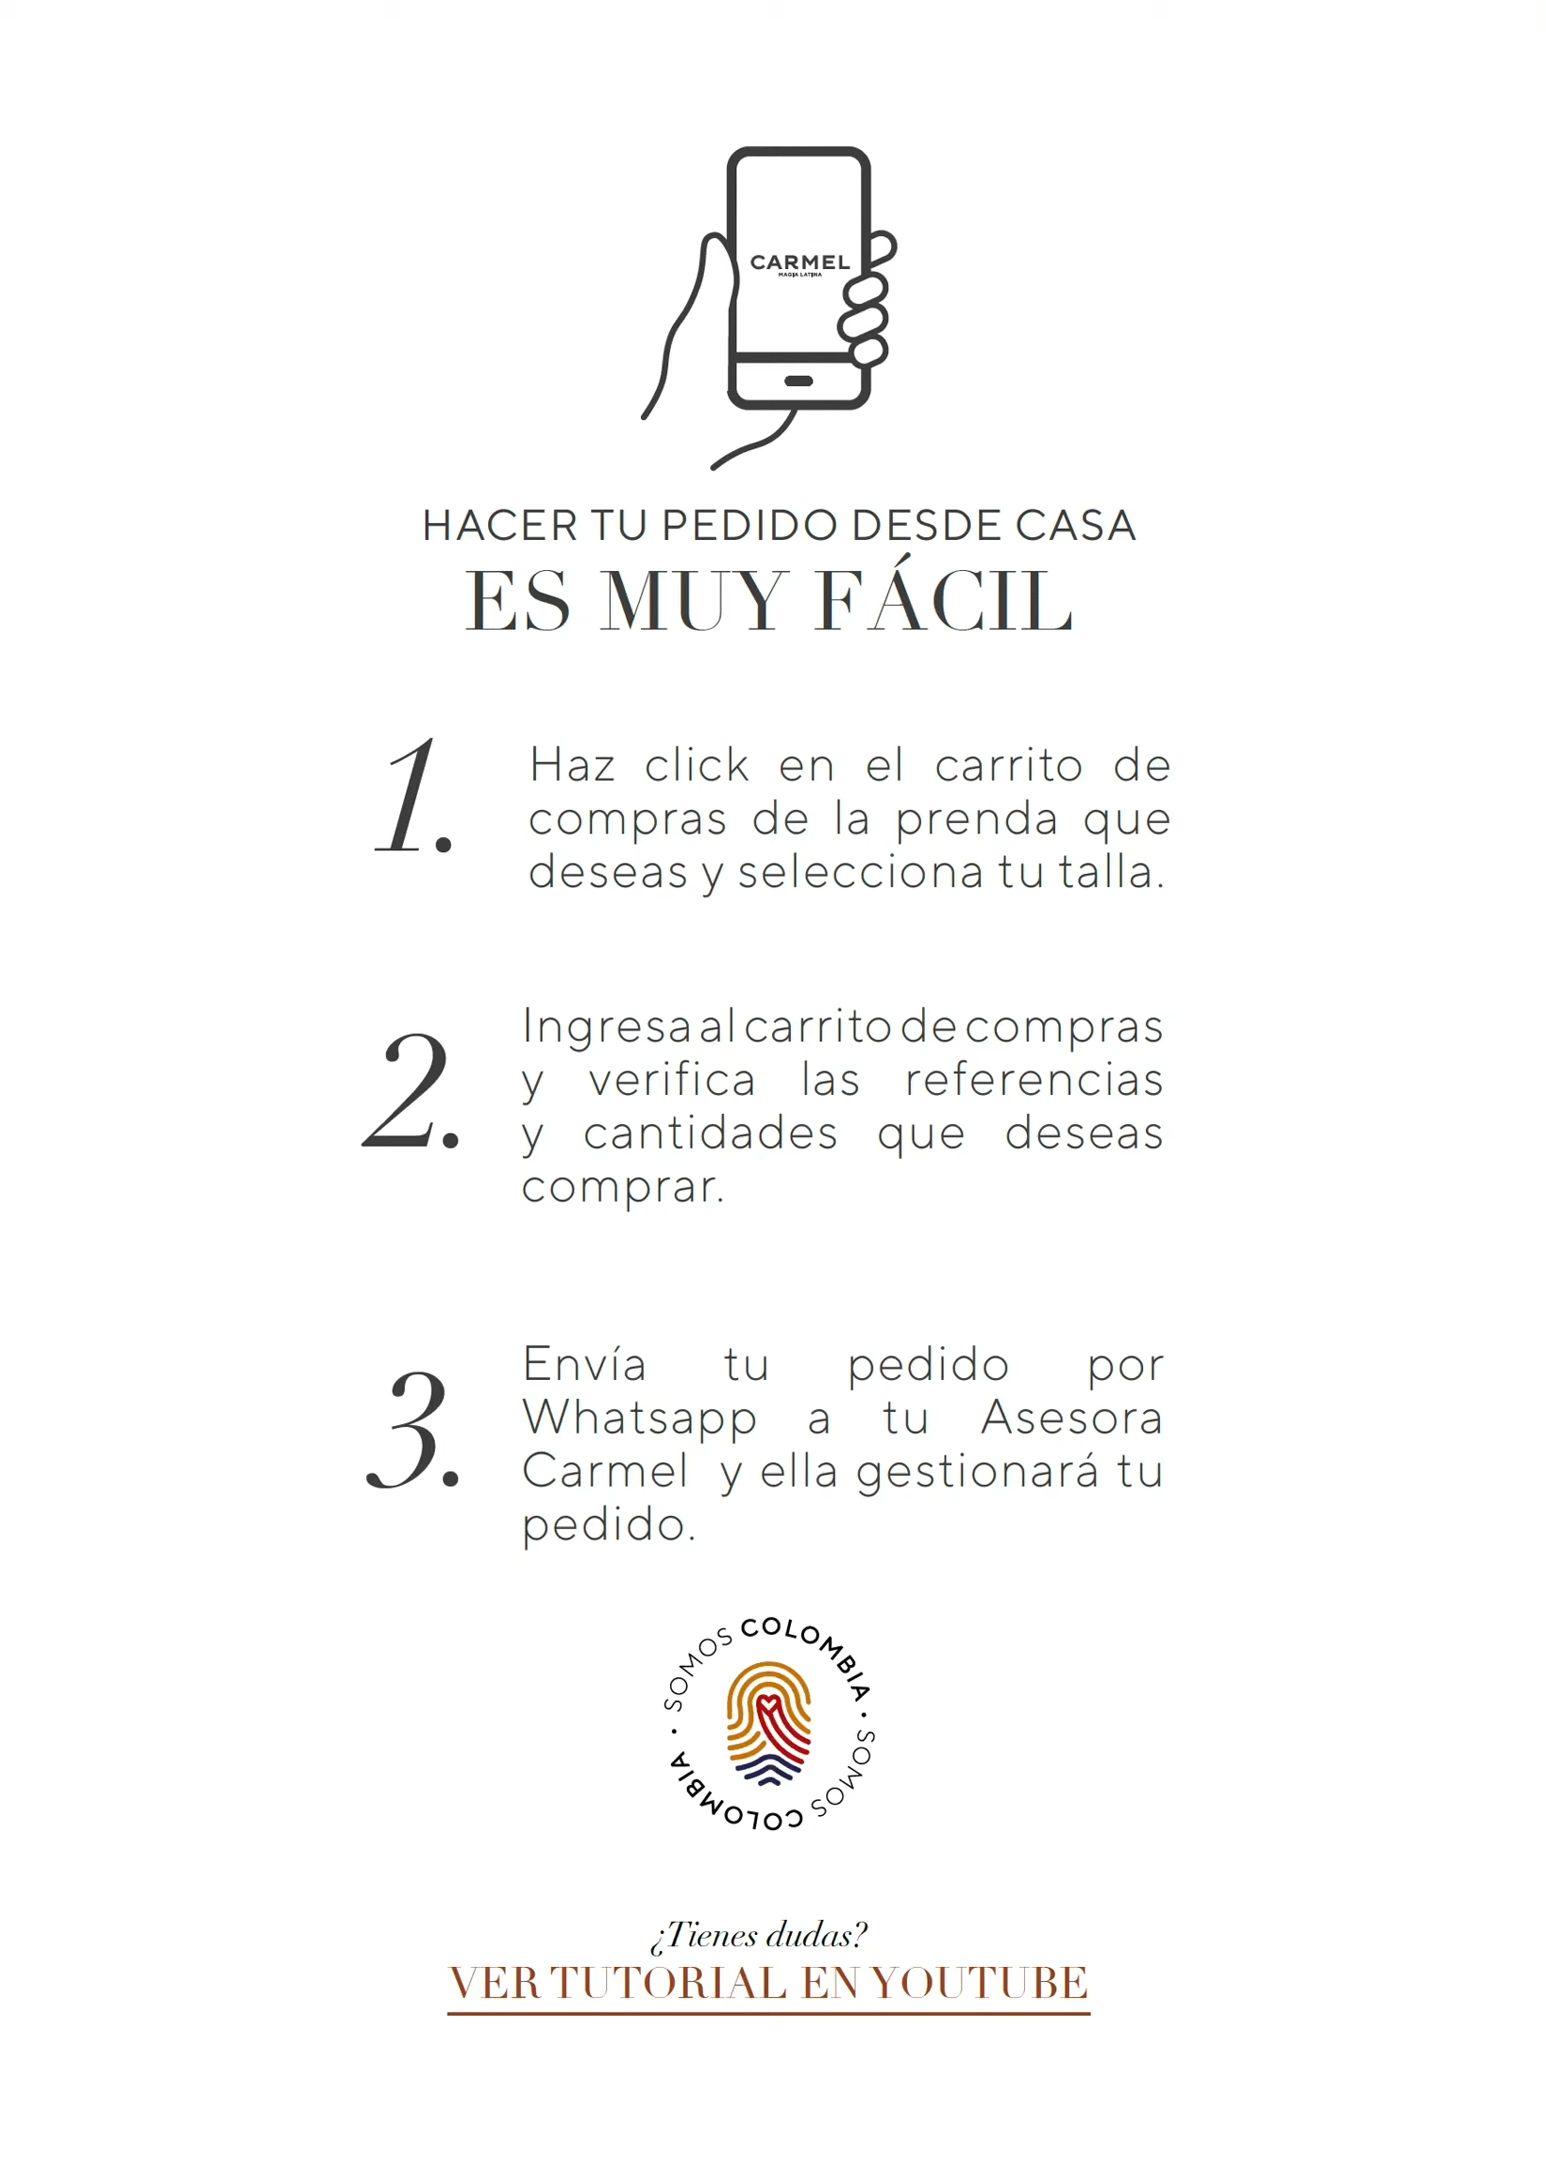 CARMEL
MAGIA LATINA
HACER TU PEDIDO DESDE CASA
ES MUY FÁCIL
1.
Haz click en el carrito de
compras de la prenda que
deseas y selecciona tu talla.
2.
Ingresa al carrito de compras
y verifica las referencias
y cantidades que deseas
comprar.
3.
Envía tu pedido por
Whatsapp a tu Asesora
Carmel y ella gestionará tu
pedido.
SOMOS COLOMBIA · SOMOS COLOMBIA ·
¿Tienes dudas?
VER TUTORIAL EN YOUTUBE